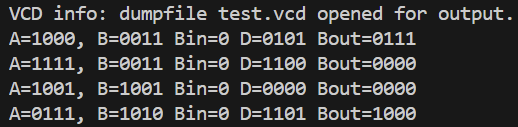 VCD info: dumpfile test.vcd opened for output.
A=1000, B=0011 Bin=0 D=0101 Bout=0111
A=1111, B=0011 Bin=0 D=1100 Bout=0000
A=1001, B=1001 Bin=0 D=0000 Bout=0000
A=0111, B=1010 Bin=0 D=1101 Bout=1000